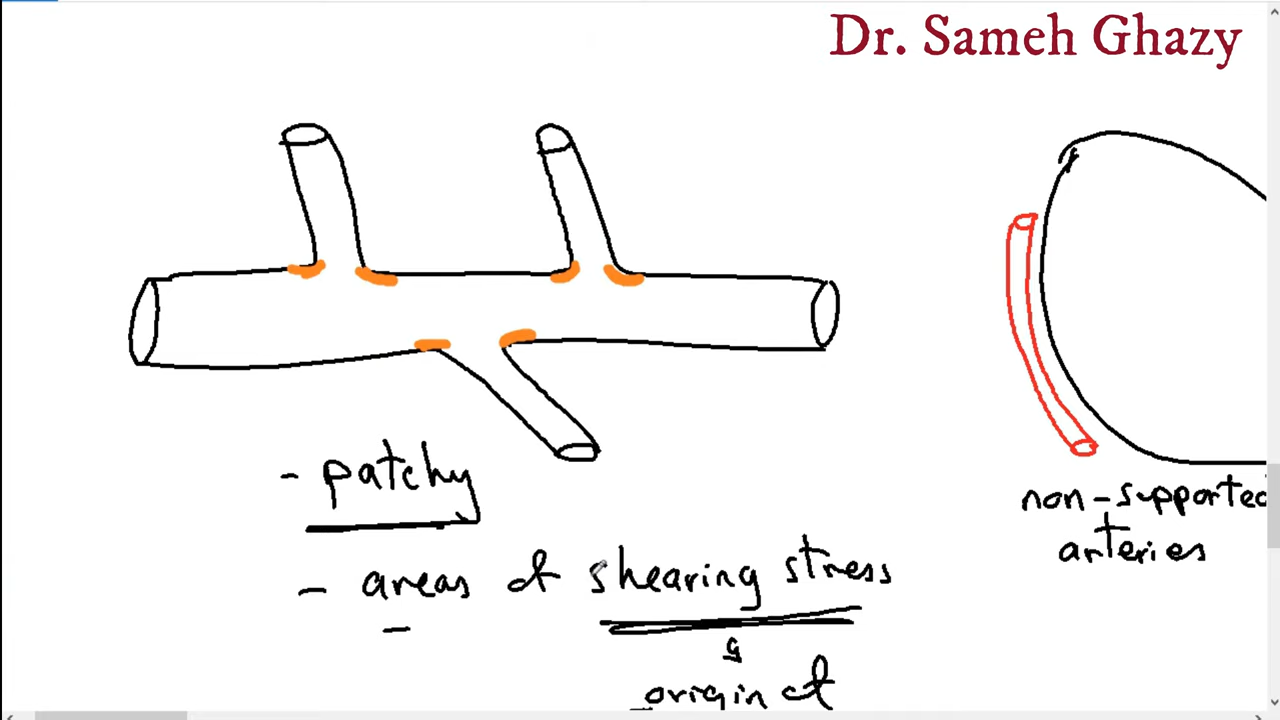 Dr. Sameh Ghazy
- patchy
- areas of shearing stress
origin of
non-supported
arteries